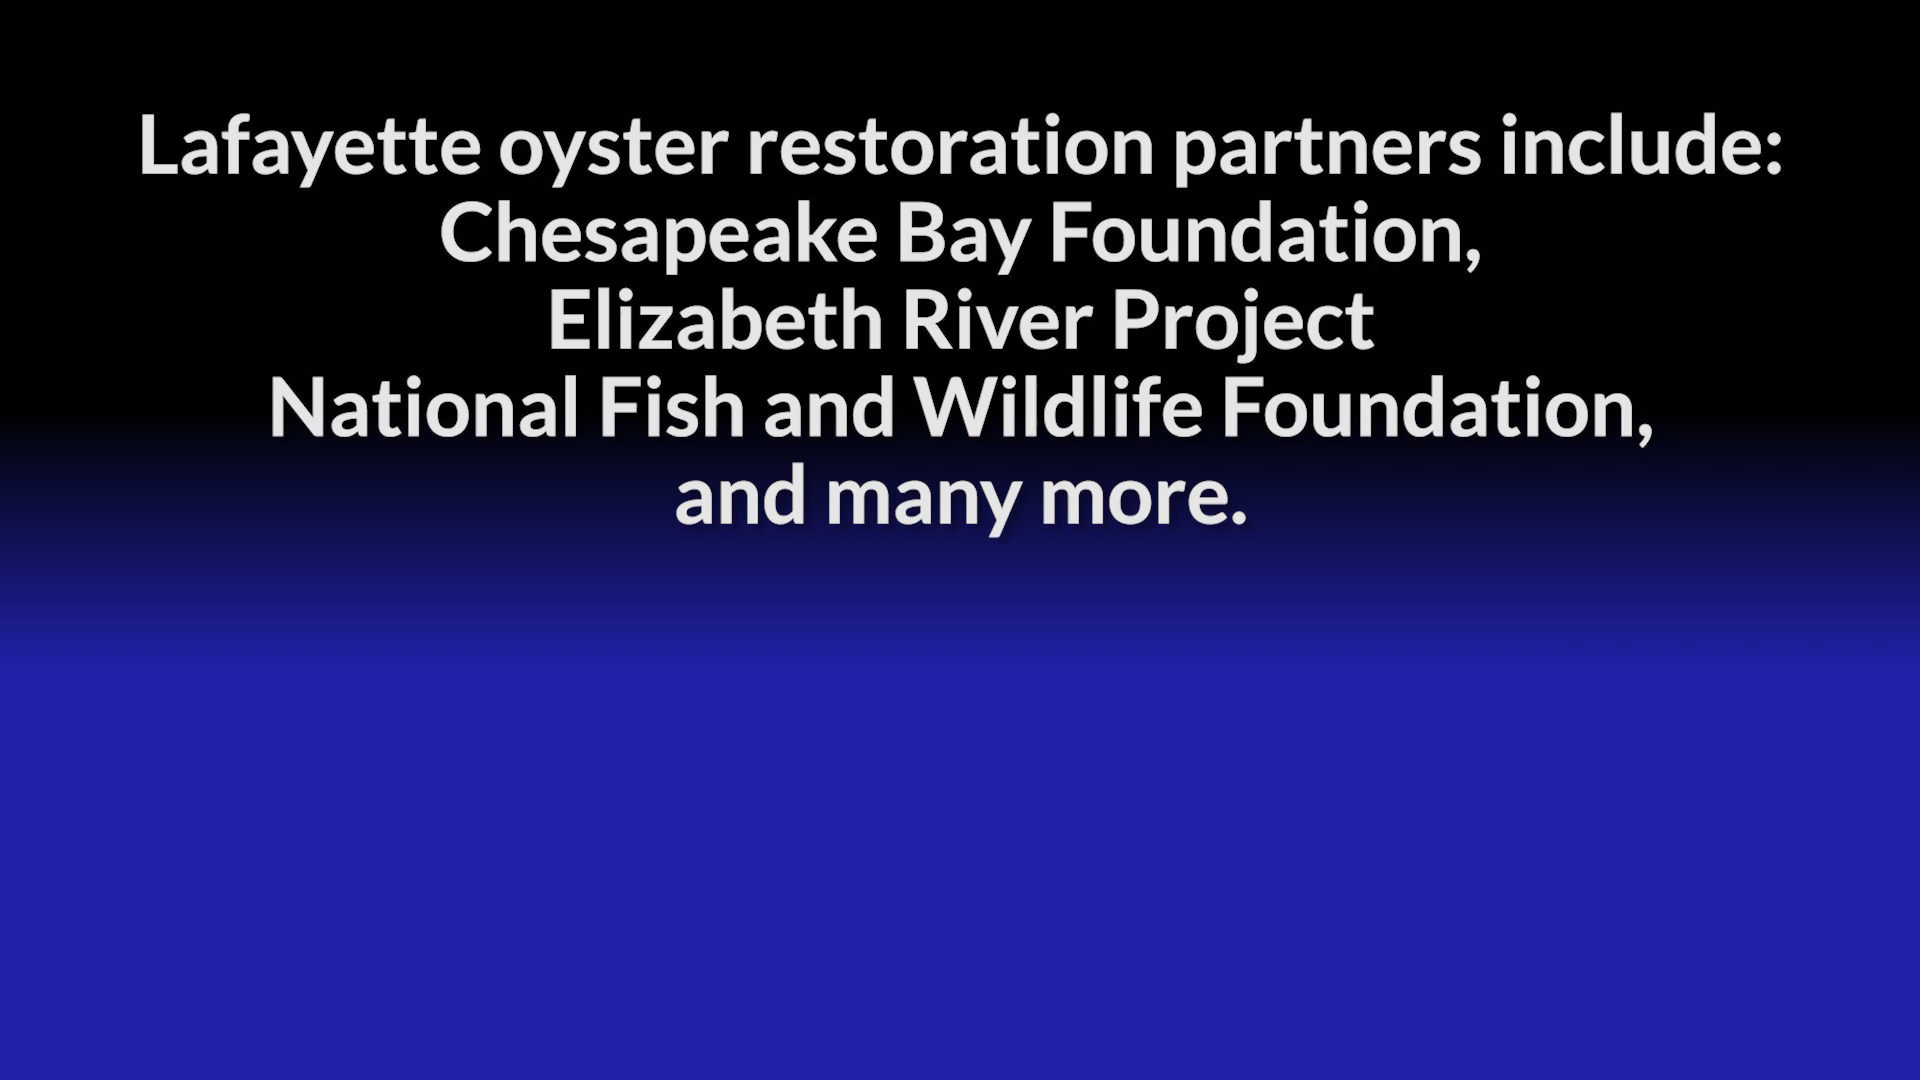 Lafayette oyster restoration partners include:
Chesapeake Bay Foundation,
Elizabeth River Project
National Fish and Wildlife Foundation,
and many more.